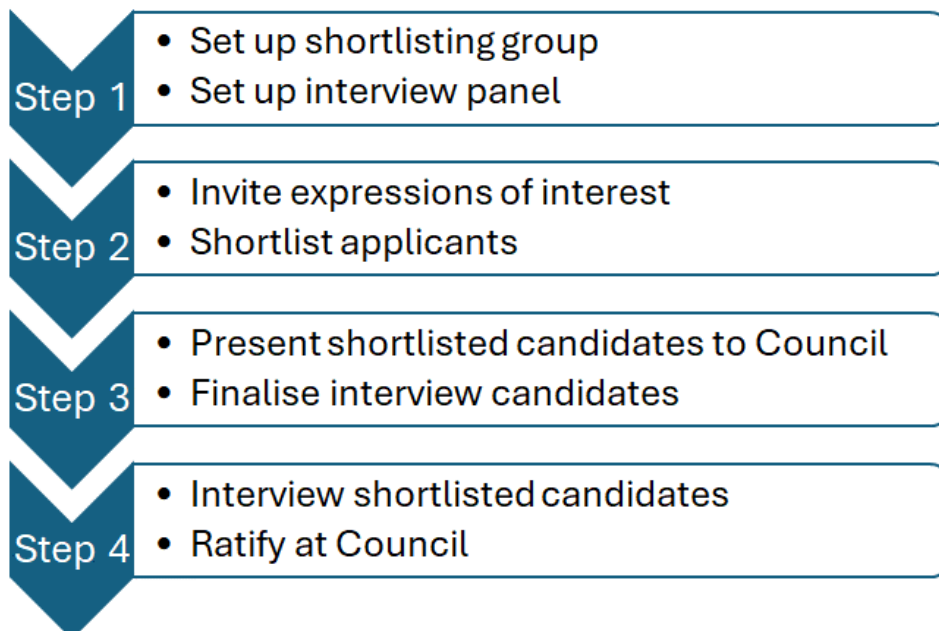 Step 1
• Set up shortlisting group
• Set up interview panel
Step 2
• Invite expressions of interest
• Shortlist applicants
Step 3
• Present shortlisted candidates to Council
• Finalise interview candidates
Step 4
• Interview shortlisted candidates
• Ratify at Council